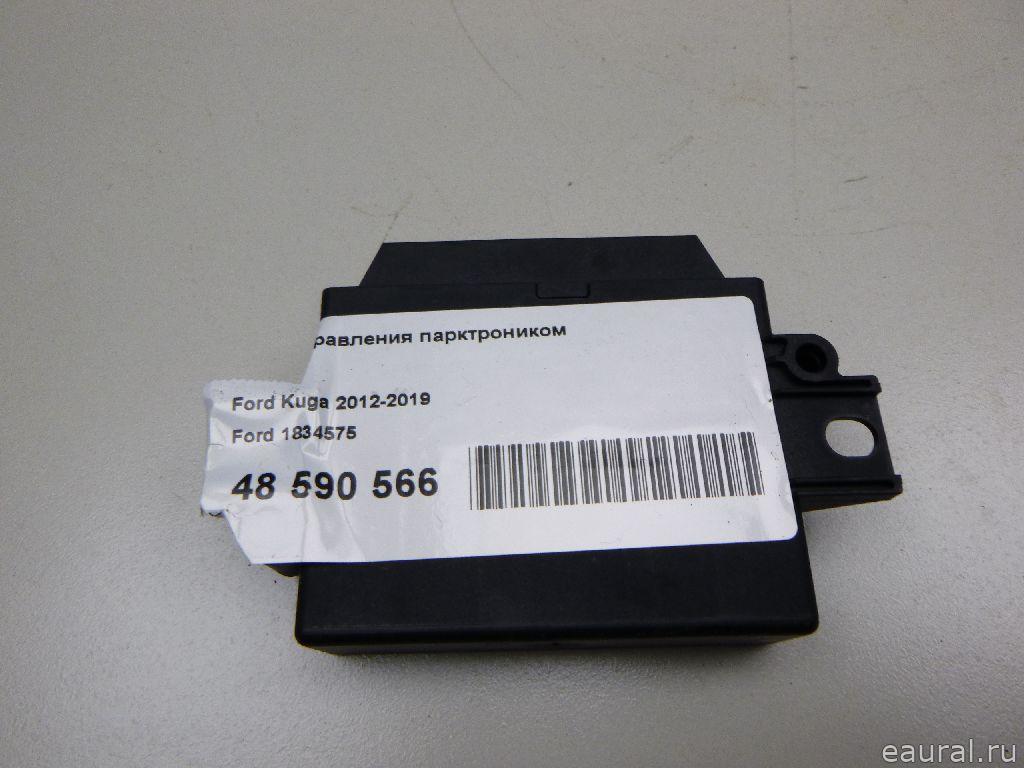 равления парктроником
Ford Kuga 2012-2019
Ford 1834575
48 590 566
eaural.ru